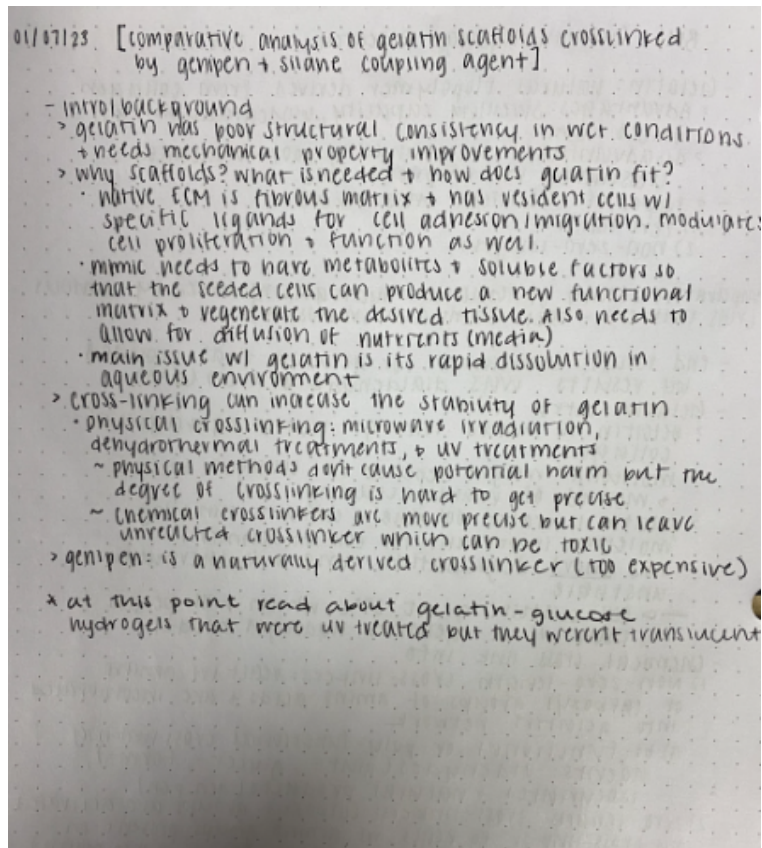 01/07/23 [comparative analysis of gelatin scaffolds crosslinked
by genipen + silane coupling agent]
- intro/background
> gelatin has poor structural consistency in wet conditions
+ needs mechanical property improvements
> why scaffolds? what is needed + how does gelatin fit?
· native ECM is fibrous matrix + has resident cells w/
specific ligands for cell adhesion/migration. modulates
cell proliferation + function as well.
· mimic needs to have metabolites + soluble factors so
that the seeded cells can produce a new functional
matrix + regenerate the desired tissue. Also needs to
allow for diffusion of nutrients (media)
· main issue w/ gelatin is its rapid dissolution in
aqueous environment
> cross-linking can increase the stability of gelatin
· physical crosslinking: microwave irradiation,
dehydrothermal treatments, + UV treatments
~ physical methods don't cause potential harm but the
degree of crosslinking is hard to get precise
~ chemical crosslinkers are more precise but can leave
unreacted crosslinker which can be toxic
> genipen: is a naturally derived crosslinker (too expensive)
* at this point read about gelatin-glucose
hydrogels that were uv treated but they weren't translucent